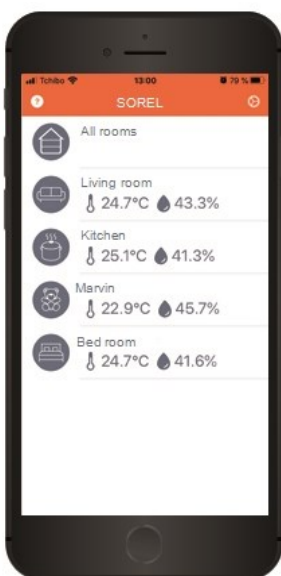 Tchibo 13:00 79 %
? SOREL
All rooms
Living room
24.7°C 43.3%
Kitchen
25.1°C 41.3%
Marvin
22.9°C 45.7%
Bed room
24.7°C 41.6%